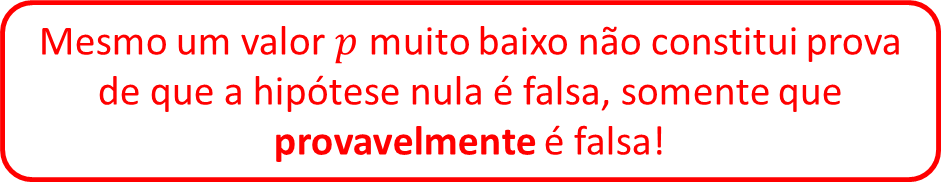 Mesmo um valor p muito baixo não constitui prova
de que a hipótese nula é falsa, somente que
provavelmente é falsa!